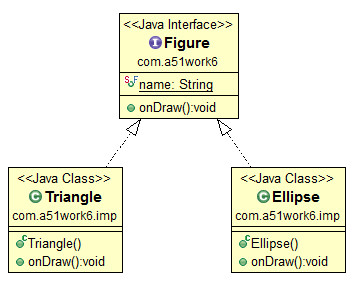 <<Java Interface>>
Figure
com.a51work6
name: String
onDraw():void
<<Java Class>>
Triangle
com.a51work6.imp
Triangle()
onDraw():void
<<Java Class>>
Ellipse
com.a51work6.imp
Ellipse()
onDraw():void